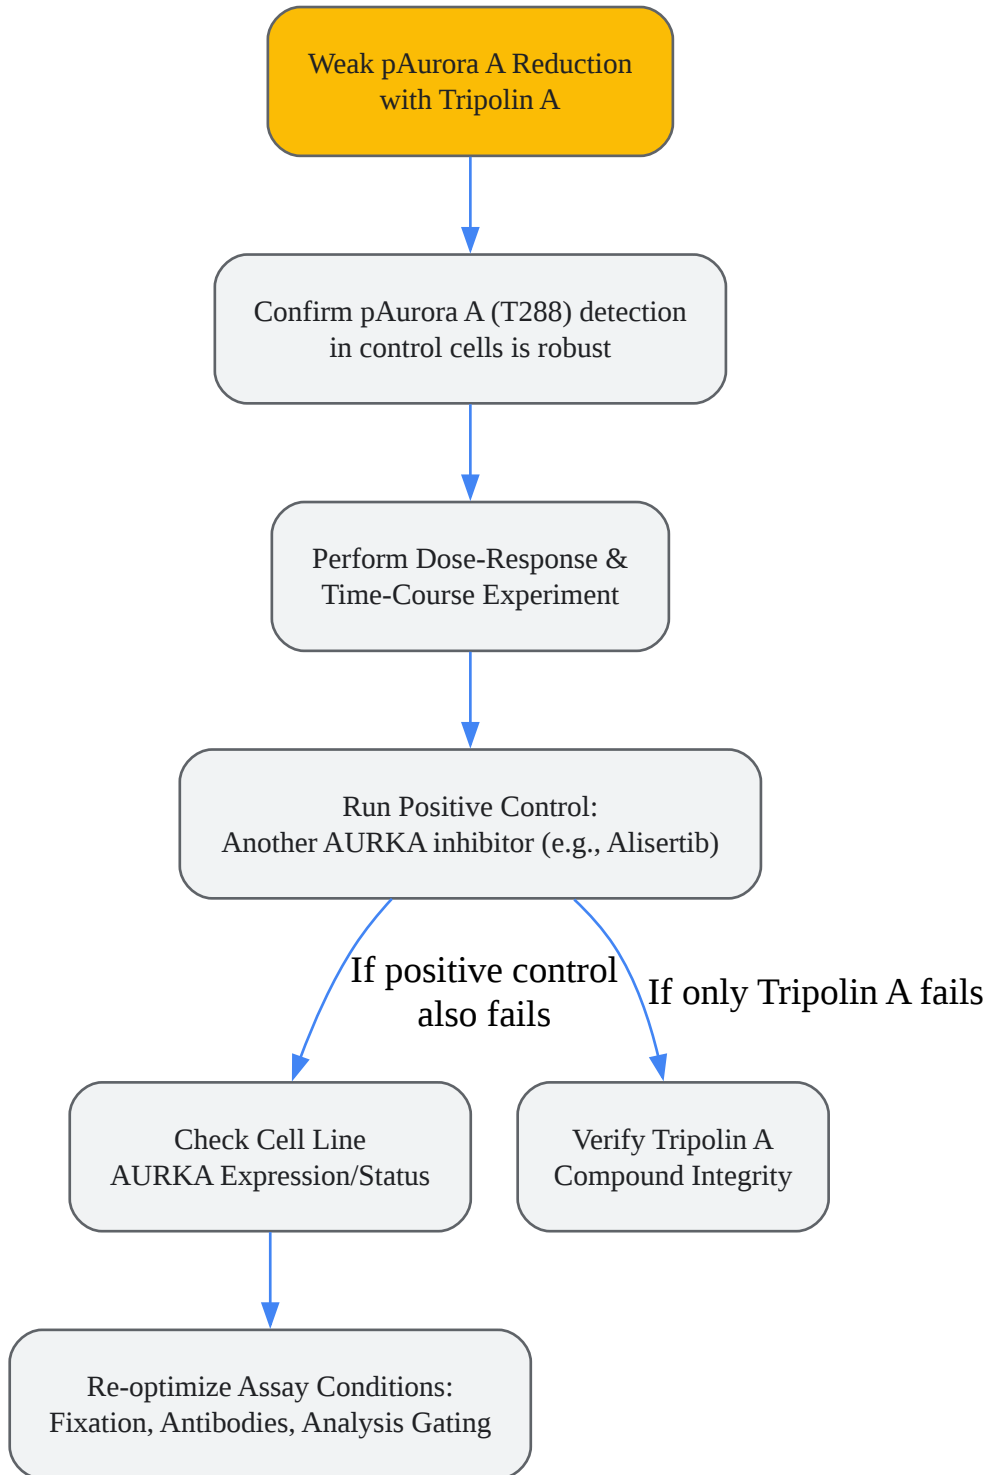 Weak pAurora A Reduction
with Tripolin A
Confirm pAurora A (T288) detection
in control cells is robust
Perform Dose-Response &
Time-Course Experiment
Run Positive Control:
Another AURKA inhibitor (e.g., Alisertib)
If positive control
also fails
If only Tripolin A fails
Check Cell Line
AURKA Expression/Status
Verify Tripolin A
Compound Integrity
Re-optimize Assay Conditions:
Fixation, Antibodies, Analysis Gating